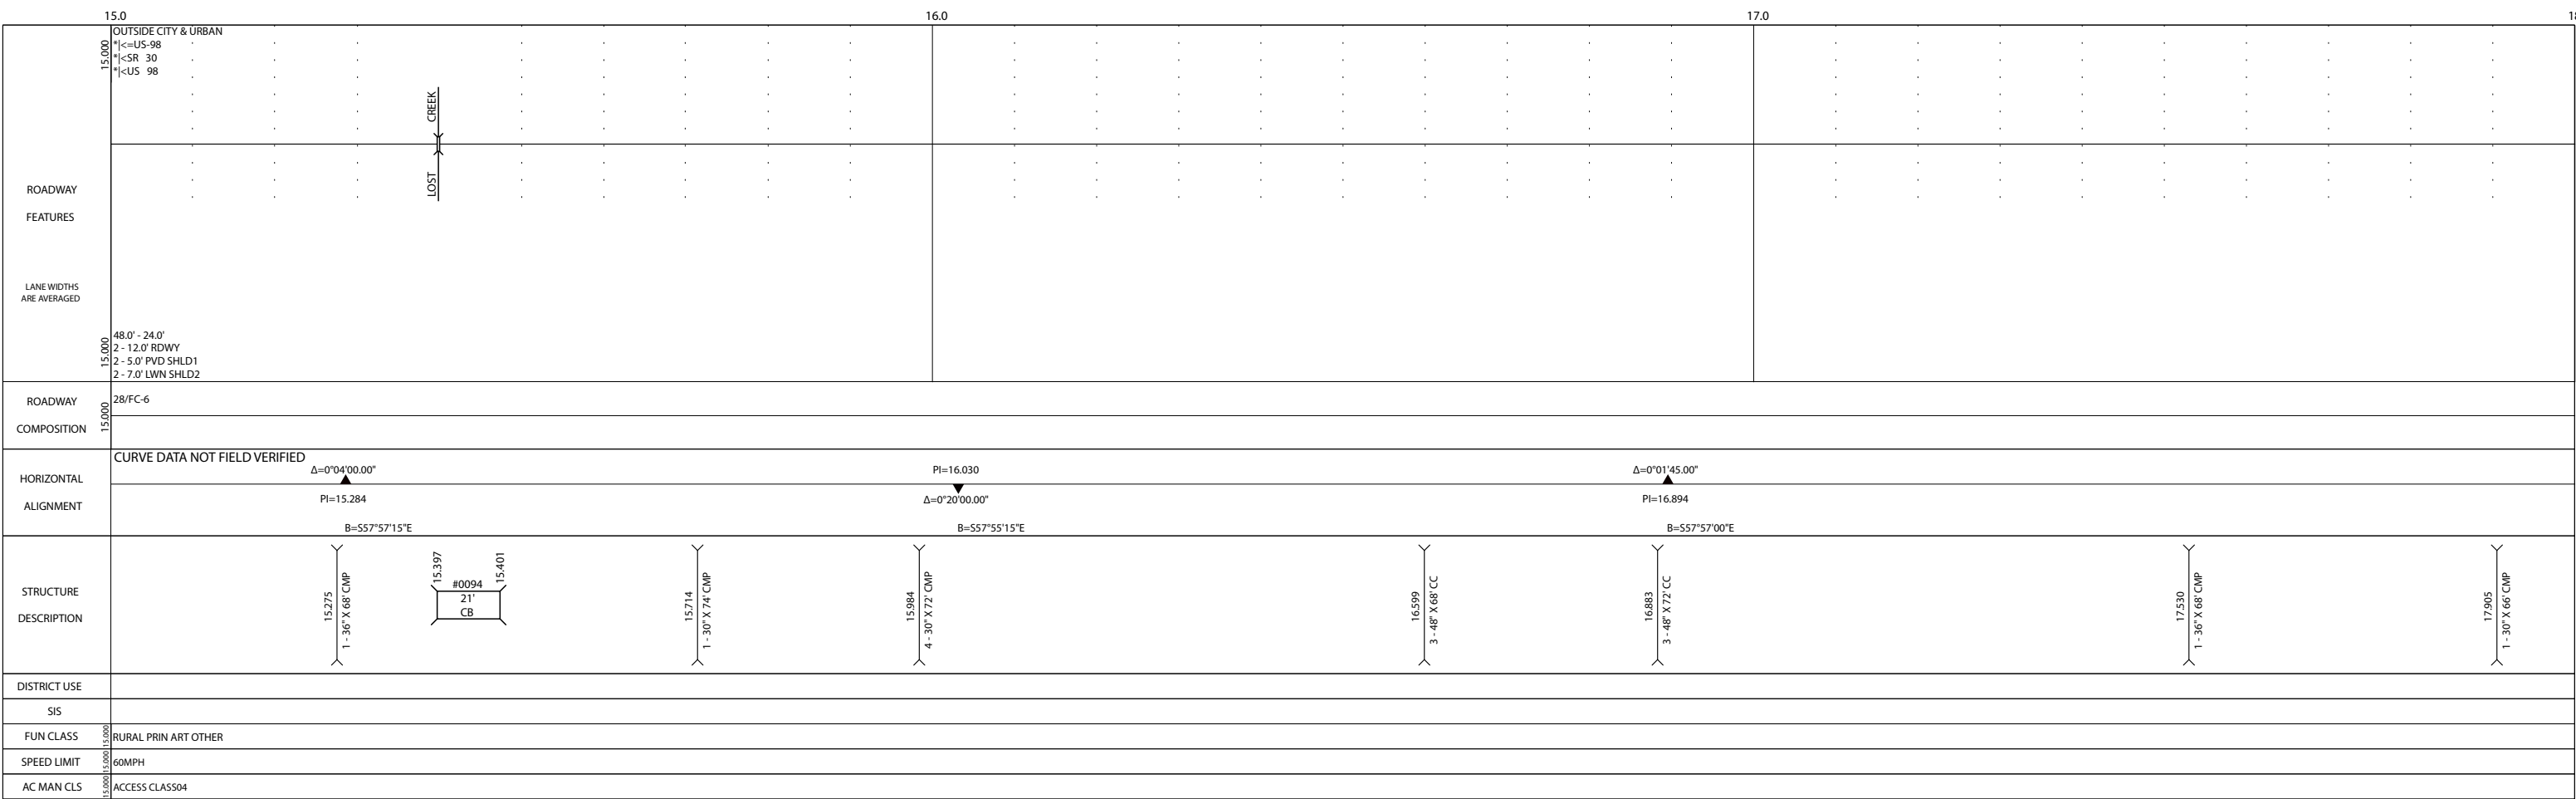 15.0
16.0
17.0
ROADWAY
FEATURES
LANE WIDTHS
ARE AVERAGED
15.000
OUTSIDE CITY & URBAN
*|<=US-98
*|<SR 30
*|<US 98
CREEK
LOST
15.000
48.0' - 24.0'
2 - 12.0' RDWY
2 - 5.0' PVD SHLD1
2 - 7.0' LWN SHLD2
ROADWAY
COMPOSITION
15.000
28/FC-6
HORIZONTAL
ALIGNMENT
CURVE DATA NOT FIELD VERIFIED
Δ=0°04'00.00"
PI=15.284
B=S57°57'15"E
PI=16.030
Δ=0°20'00.00"
B=S57°55'15"E
Δ=0°01'45.00"
PI=16.894
B=S57°57'00"E
STRUCTURE
DESCRIPTION
15.275
1 - 36" X 68' CMP
15.397
15.401
#0094
21'
CB
15.714
1 - 30" X 74' CMP
15.984
4 - 30" X 72' CMP
16.599
3 - 48" X 68' CC
16.883
3 - 48" X 72' CC
17.530
1 - 36" X 68' CMP
17.905
1 - 30" X 66' CMP
DISTRICT USE
SIS
FUN CLASS
15.000
RURAL PRIN ART OTHER
SPEED LIMIT
15.000
60MPH
AC MAN CLS
15.000
ACCESS CLASS04